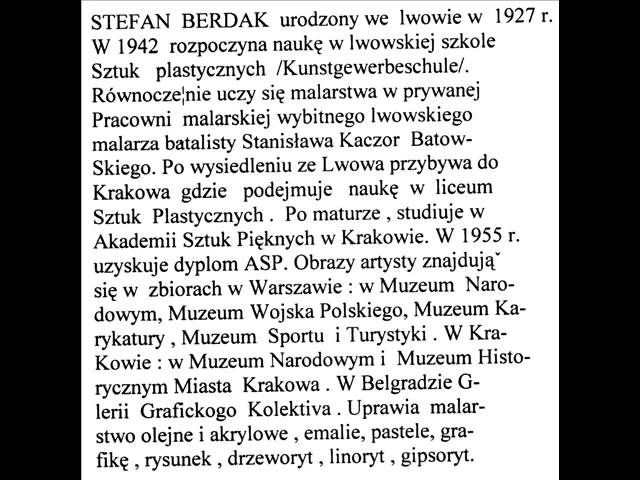 STEFAN BERDAK urodzony we lwowie w 1927 r.
W 1942 rozpoczyna naukę w lwowskiej szkole
Sztuk plastycznych /Kunstgewerbeschule/.
Równocze¦nie uczy się malarstwa w prywanej
Pracowni malarskiej wybitnego lwowskiego
malarza batalisty Stanisława Kaczor Batow-
Skiego. Po wysiedleniu ze Lwowa przybywa do
Krakowa gdzie podejmuje naukę w liceum
Sztuk Plastycznych . Po maturze , studiuje w
Akademii Sztuk Pięknych w Krakowie. W 1955 r.
uzyskuje dyplom ASP. Obrazy artysty znajdująˇ
się w zbiorach w Warszawie : w Muzeum Naro-
dowym, Muzeum Wojska Polskiego, Muzeum Ka-
rykatury , Muzeum Sportu i Turystyki . W Kra-
Kowie : w Muzeum Narodowym i Muzeum Histo-
rycznym Miasta Krakowa . W Belgradzie G-
lerii Grafickogo Kolektiva . Uprawia malar-
stwo olejne i akrylowe , emalie, pastele, gra-
fikę , rysunek , drzeworyt , linoryt , gipsoryt.